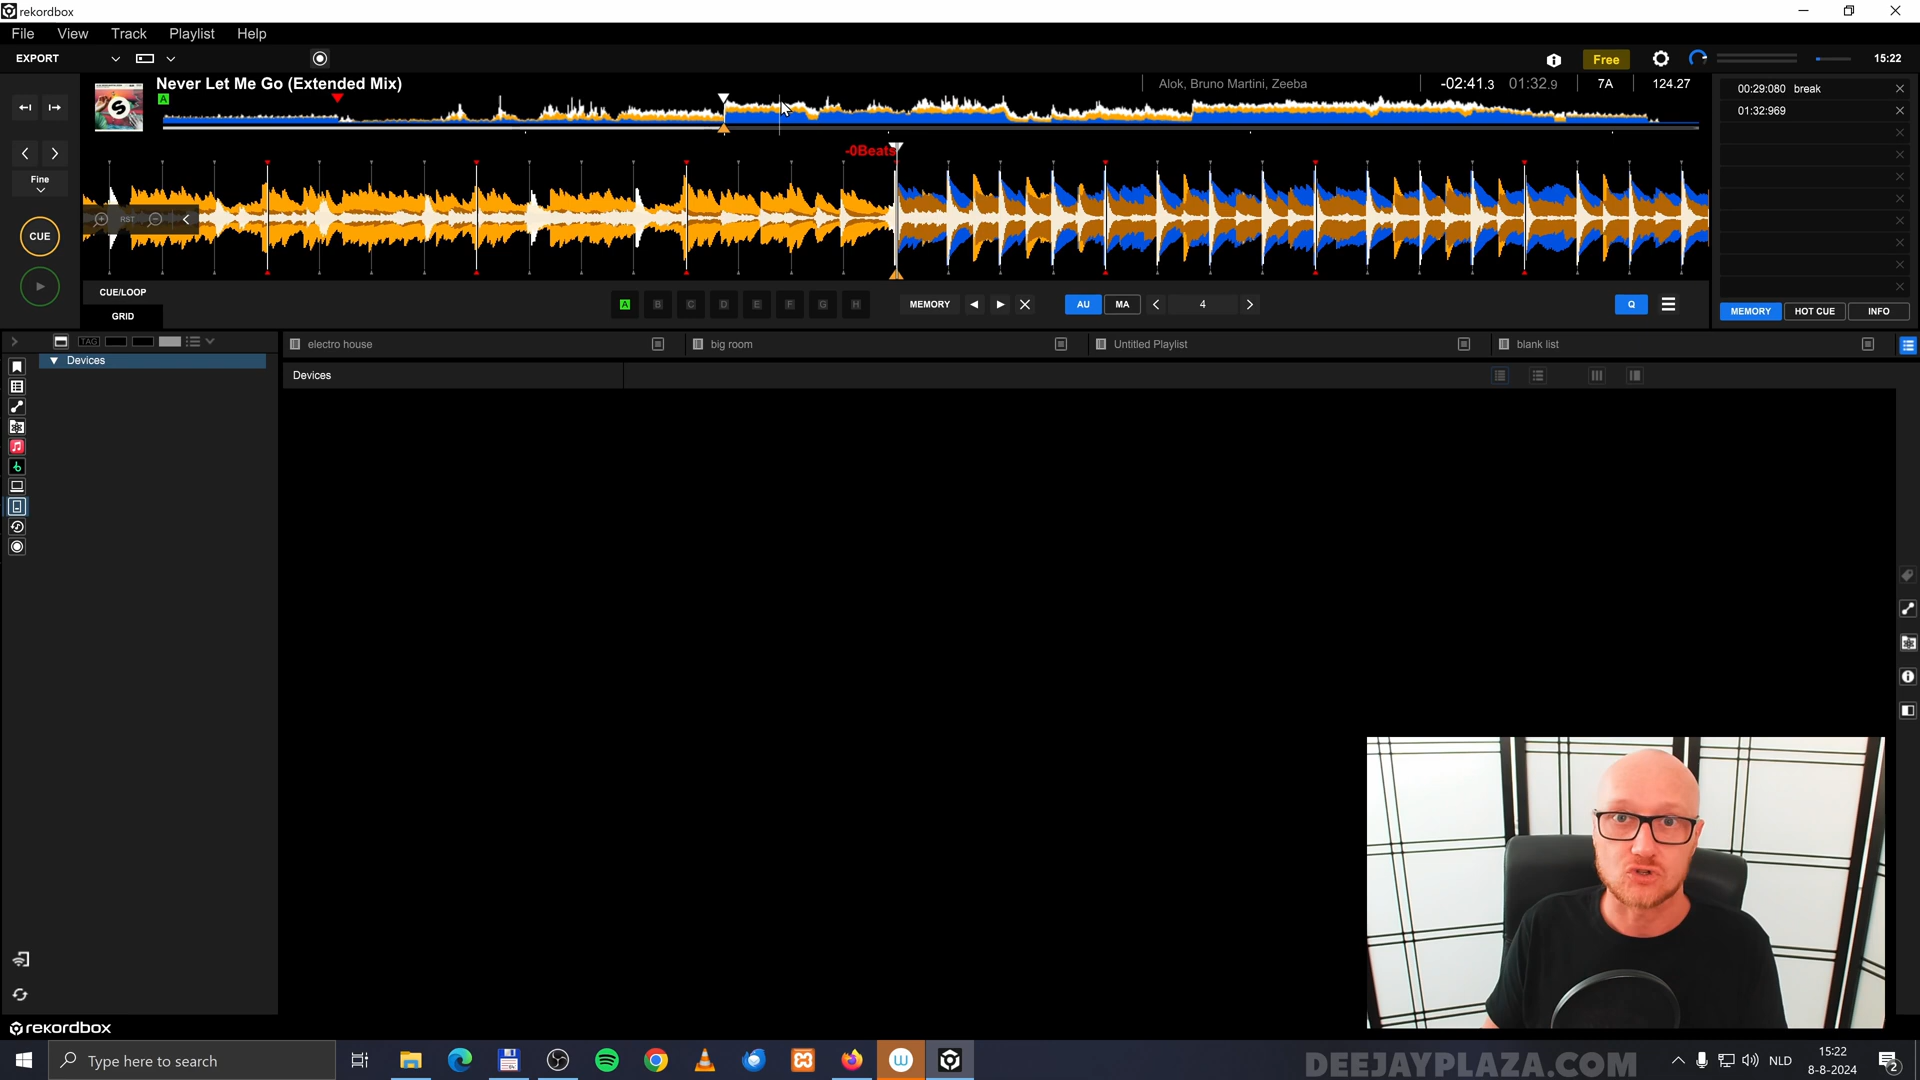 rekordbox
File View Track Playlist Help
EXPORT Free 15:22
Never Let Me Go (Extended Mix) Alok, Bruno Martini, Zeeba -02:41.3 01:32.9 7A 124.27
A
00:29:080 break
01:32:969
-0Beats
Fine
RST
CUE
CUE/LOOP
GRID
A B C D E F G H MEMORY AU MA 4 Q
MEMORY HOT CUE INFO
TAG
electro house big room Untitled Playlist blank list
Devices
Devices
rekordbox
Type here to search
W
DEEJAYPLAZA.COM
NLD
15:22
8-8-2024
2